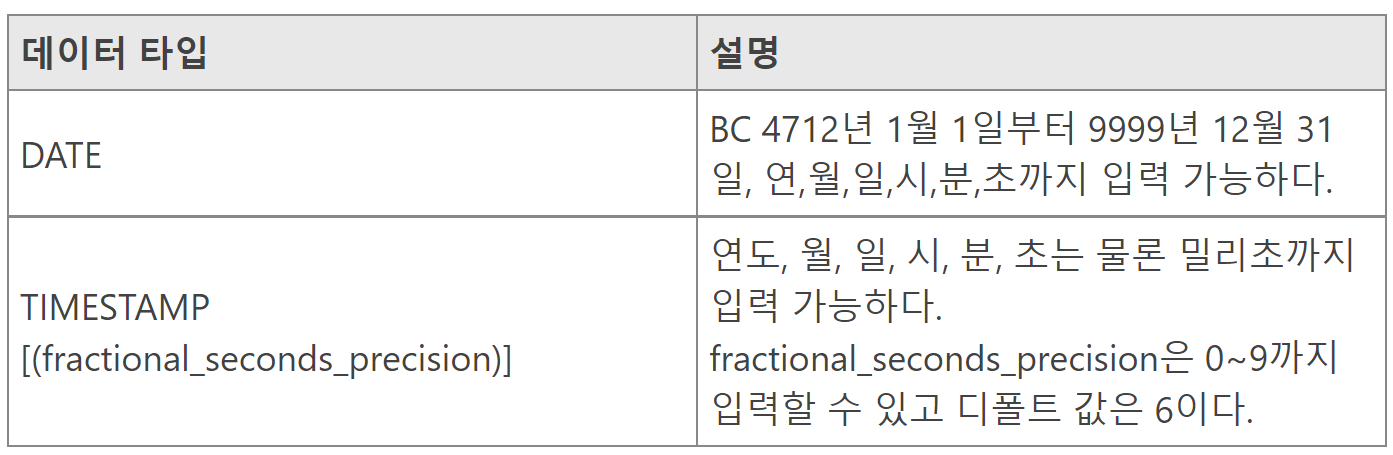 데이터 타입
설명
DATE
BC 4712년 1월 1일부터 9999년 12월 31
일, 연,월,일,시,분,초까지 입력 가능하다.
TIMESTAMP
[(fractional_seconds_precision)]
연도, 월, 일, 시, 분, 초는 물론 밀리초까지
입력 가능하다.
fractional_seconds_precision은 0~9까지
입력할 수 있고 디폴트 값은 6이다.